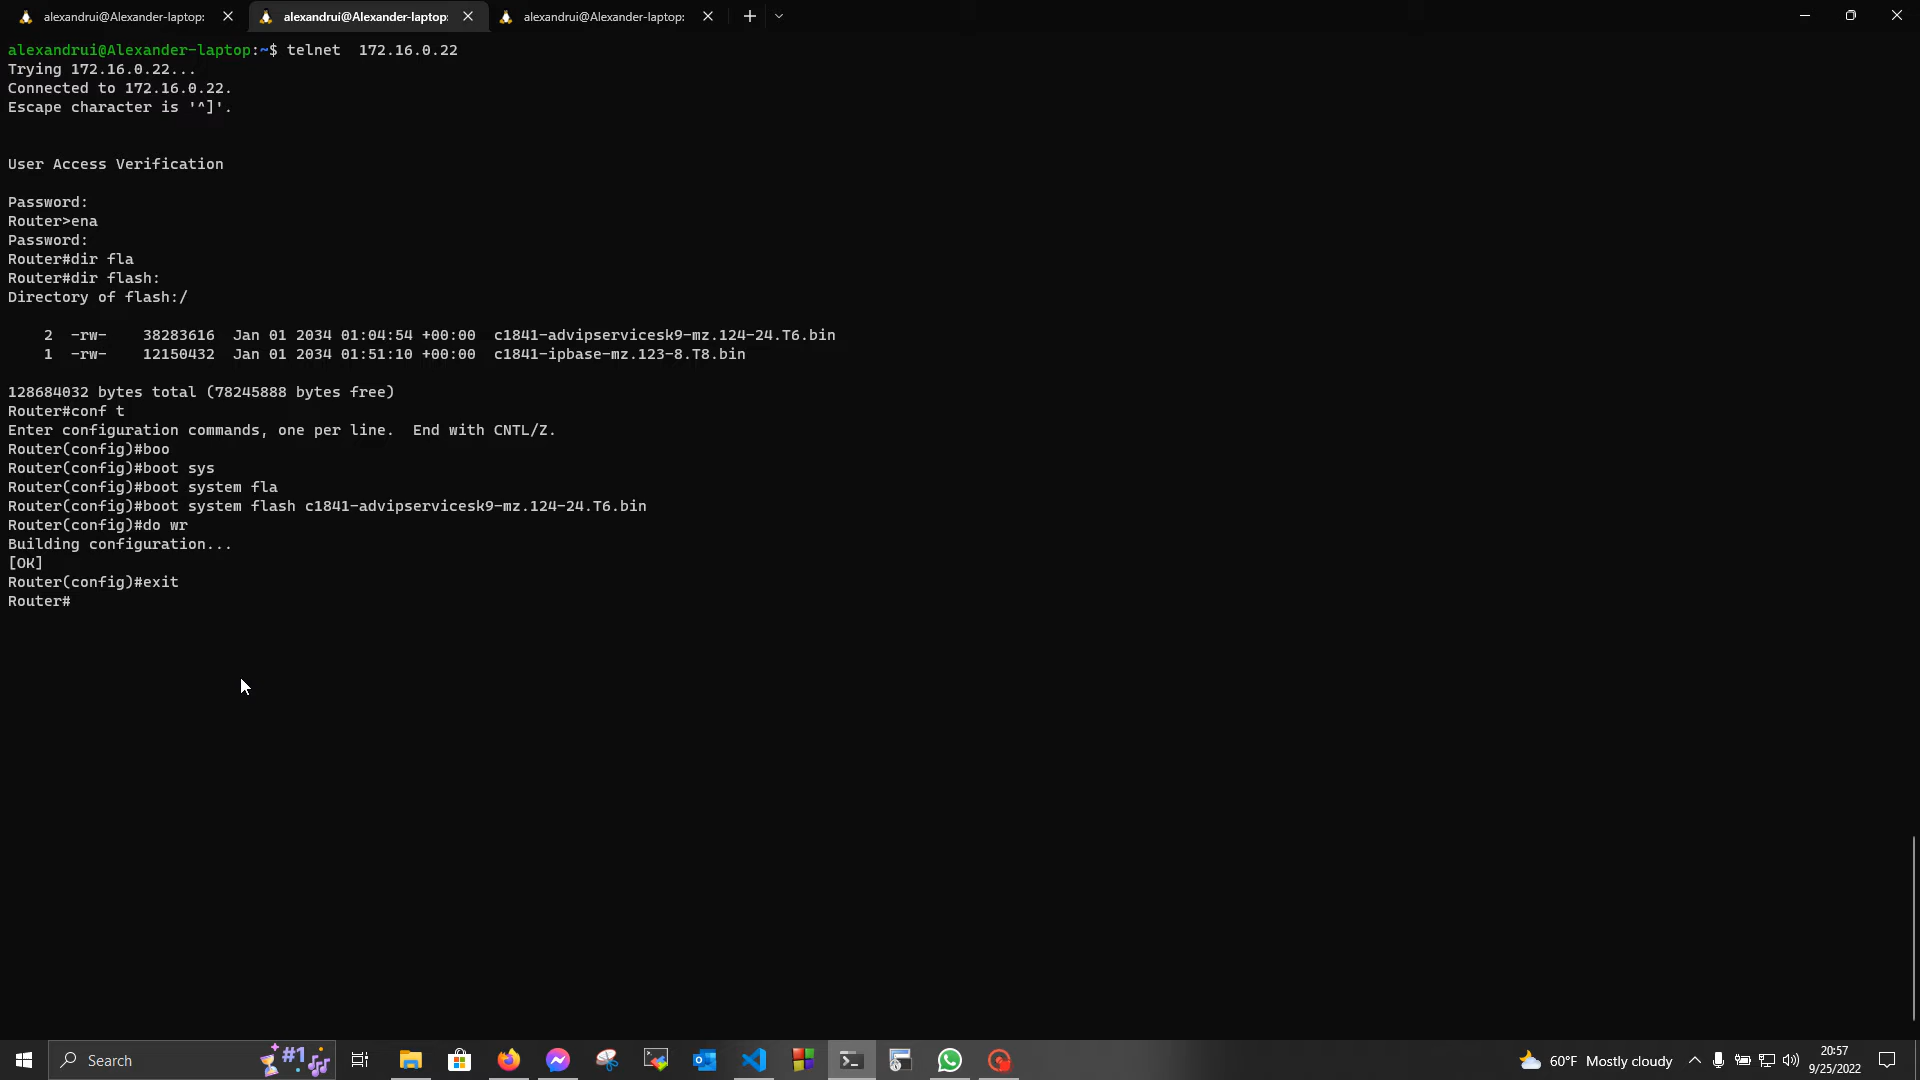 alexandrui@Alexander-laptop: alexandrui@Alexander-laptop: alexandrui@Alexander-laptop:
alexandrui@Alexander-laptop:~$ telnet  172.16.0.22
Trying 172.16.0.22...
Connected to 172.16.0.22.
Escape character is '^]'.
User Access Verification
Password:
Router>ena
Password:
Router#dir fla
Router#dir flash:
Directory of flash:/
2  -rw-    38283616  Jan 01 2034 01:04:54 +00:00  c1841-advipservicesk9-mz.124-24.T6.bin
1  -rw-    12150432  Jan 01 2034 01:51:10 +00:00  c1841-ipbase-mz.123-8.T8.bin
128684032 bytes total (78245888 bytes free)
Router#conf t
Enter configuration commands, one per line.  End with CNTL/Z.
Router(config)#boo
Router(config)#boot sys
Router(config)#boot system fla
Router(config)#boot system flash c1841-advipservicesk9-mz.124-24.T6.bin
Router(config)#do wr
Building configuration...
[OK]
Router(config)#exit
Router#
Search #1 60°F Mostly cloudy 20:57
9/25/2022